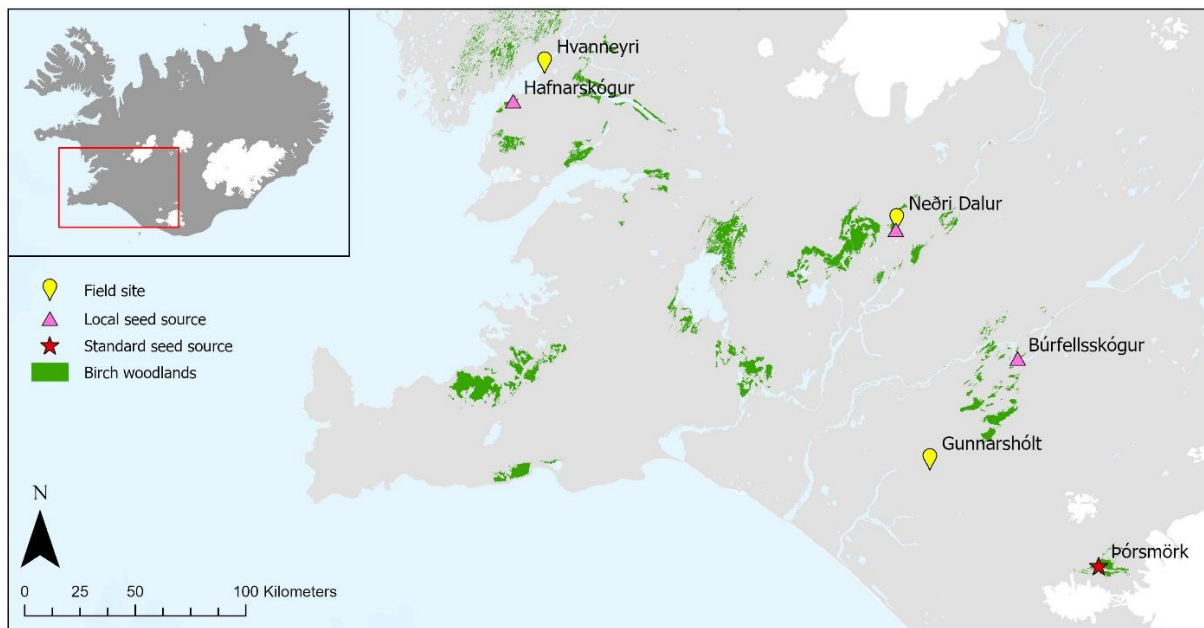 Hvanneyri
Hafnarskógur
Neðri Dalur
Field site
Local seed source
Standard seed source
Birch woodlands
Búrfellsskógur
Gunnarshólt
Þórsmörk
N
0 25 50 100 Kilometers